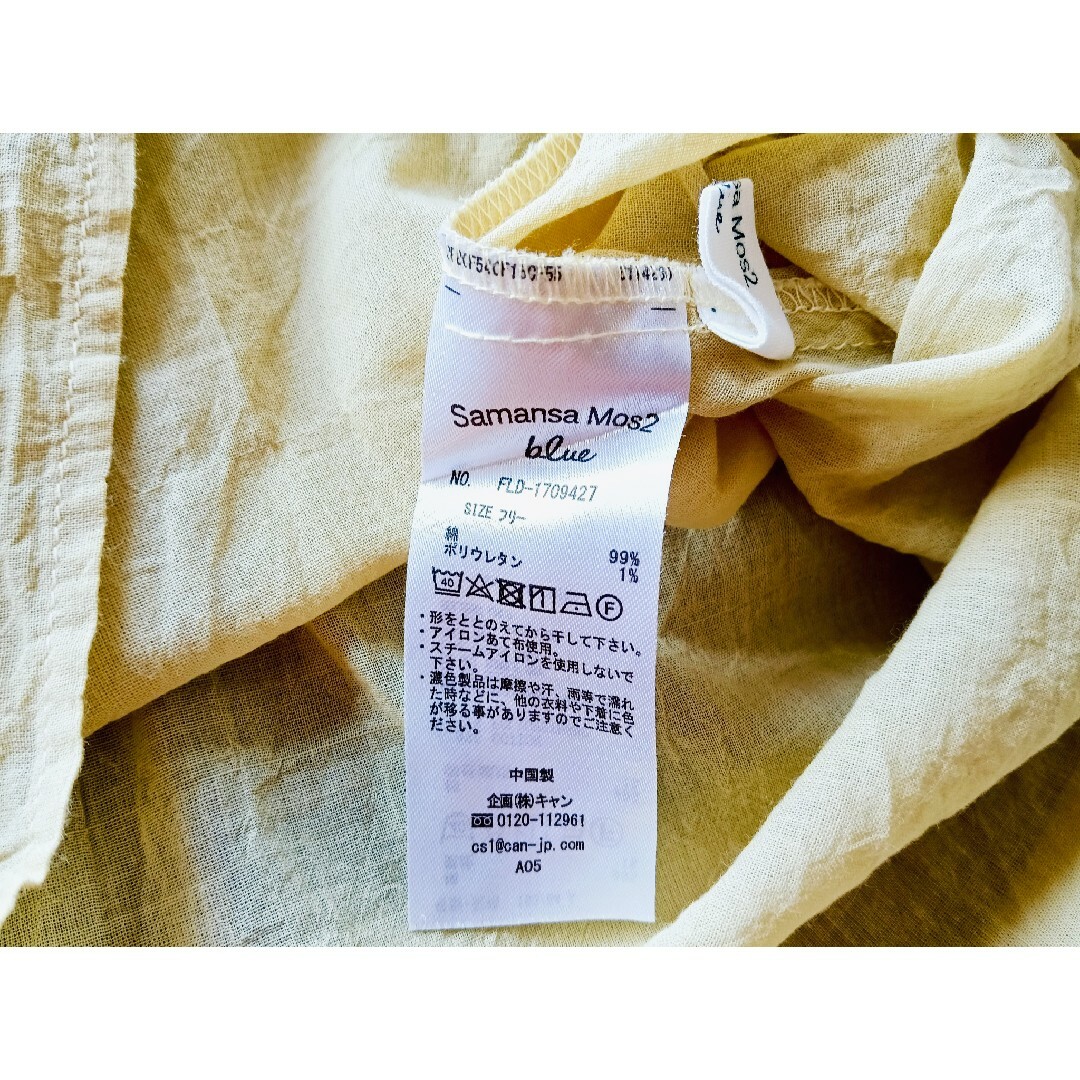 Mos2
Samansa Mos2
blue
NO. FLD-1709427
SIZE フリー
綿 99%
ポリウレタン 1%
40
F
・形をととのえてから干して下さい。
・アイロンあて布使用。
・スチームアイロンを使用しないで
下さい。
・濃色製品は摩擦や汗、雨等で濡れ
た時などに、他の衣料や下着に色
が移る事がありますのでご注意く
ださい。
中国製
企画(株)キャン
0120-112961
cs1@can-jp.com
A05